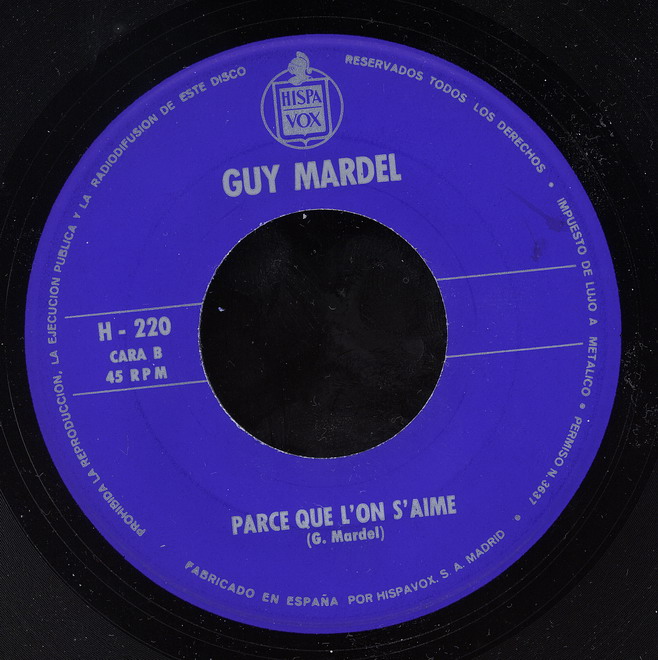 HISPA
VOX
GUY MARDEL
H - 220
CARA B
45 R P M
PARCE QUE L'ON S'AIME
(G. Mardel)
PROHIBIDA LA REPRODUCCION, LA EJECUCION PUBLICA Y LA RADIODIFUSION DE ESTE DISCO
RESERVADOS TODOS LOS DERECHOS • IMPUESTO DE LUJO A METALICO • PERMISO N. 3637 •
FABRICADO EN ESPAÑA POR HISPAVOX. S. A. MADRID